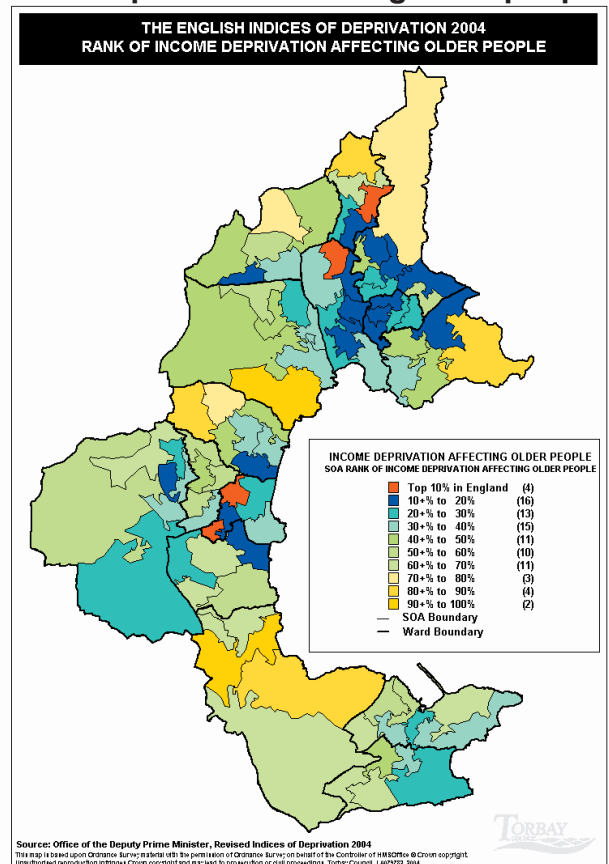 THE ENGLISH INDICES OF DEPRIVATION 2004
RANK OF INCOME DEPRIVATION AFFECTING OLDER PEOPLE
INCOME DEPRIVATION AFFECTING OLDER PEOPLE
SOA RANK OF INCOME DEPRIVATION AFFECTING OLDER PEOPLE
Top 10% in England (4)
10+% to 20% (16)
20+% to 30% (13)
30+% to 40% (15)
40+% to 50% (11)
50+% to 60% (10)
60+% to 70% (11)
70+% to 80% (3)
80+% to 90% (4)
90+% to 100% (2)
SOA Boundary
Ward Boundary
TORBAY
Source: Office of the Deputy Prime Minister, Revised Indices of Deprivation 2004
This map is based upon Ordnance Survey material with the permission of Ordnance Survey on behalf of the Controller of HMSOffice © Crown copyright.